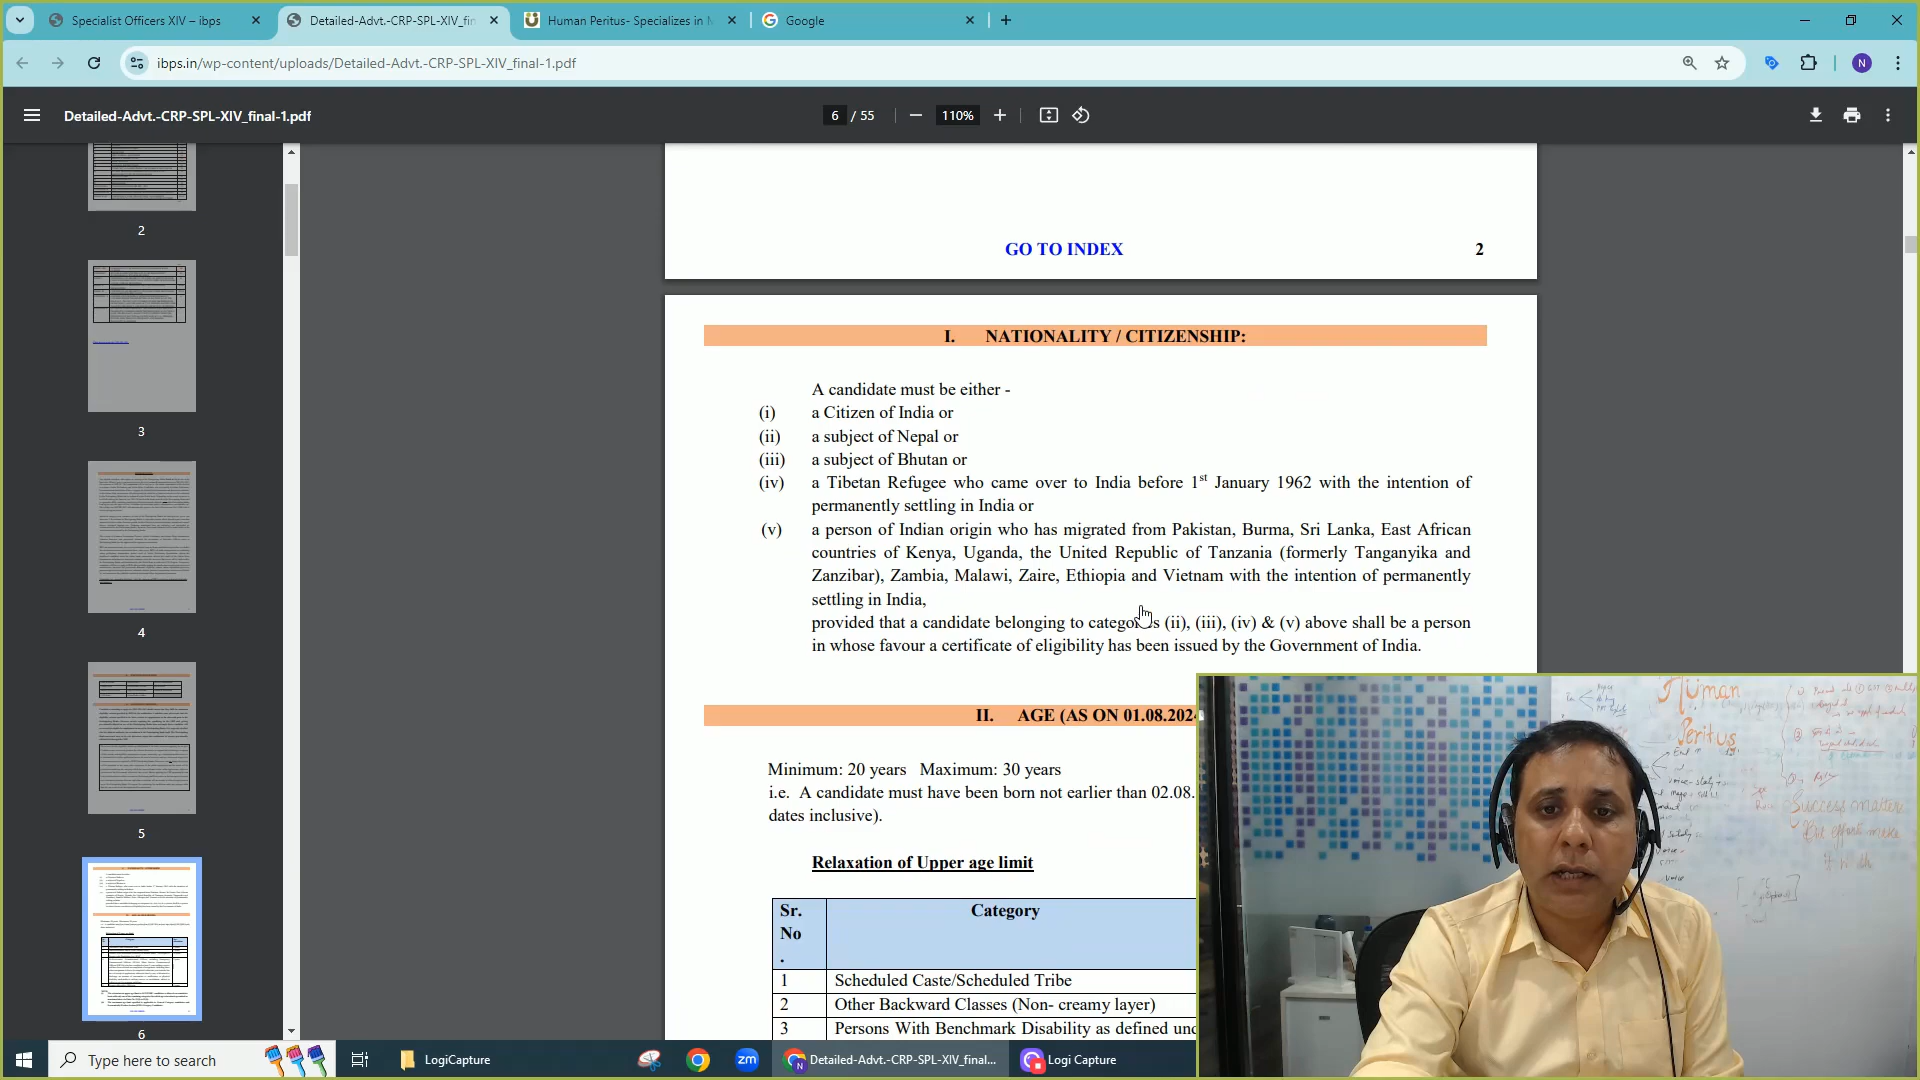 Specialist Officers XIV – ibps
Detailed-Advt.-CRP-SPL-XIV_fin
Human Peritus- Specializes in M
Google
ibps.in/wp-content/uploads/Detailed-Advt.-CRP-SPL-XIV_final-1.pdf
N
Detailed-Advt.-CRP-SPL-XIV_final-1.pdf
6 / 55
110%
2
3
4
5
6
GO TO INDEX
2
I. NATIONALITY / CITIZENSHIP:
A candidate must be either -
(i) a Citizen of India or
(ii) a subject of Nepal or
(iii) a subject of Bhutan or
(iv) a Tibetan Refugee who came over to India before 1st January 1962 with the intention of
permanently settling in India or
(v) a person of Indian origin who has migrated from Pakistan, Burma, Sri Lanka, East African
countries of Kenya, Uganda, the United Republic of Tanzania (formerly Tanganyika and
Zanzibar), Zambia, Malawi, Zaire, Ethiopia and Vietnam with the intention of permanently
settling in India,
provided that a candidate belonging to categories (ii), (iii), (iv) & (v) above shall be a person
in whose favour a certificate of eligibility has been issued by the Government of India.
II. AGE (AS ON 01.08.2024
Minimum: 20 years Maximum: 30 years
i.e. A candidate must have been born not earlier than 02.08.
dates inclusive).
Relaxation of Upper age limit
Sr. No . Category
1 Scheduled Caste/Scheduled Tribe
2 Other Backward Classes (Non- creamy layer)
3 Persons With Benchmark Disability as defined und
Human
Peritus
Success matters
But effort make
Type here to search
LogiCapture
zm
Detailed-Advt.-CRP-SPL-XIV_final...
Logi Capture